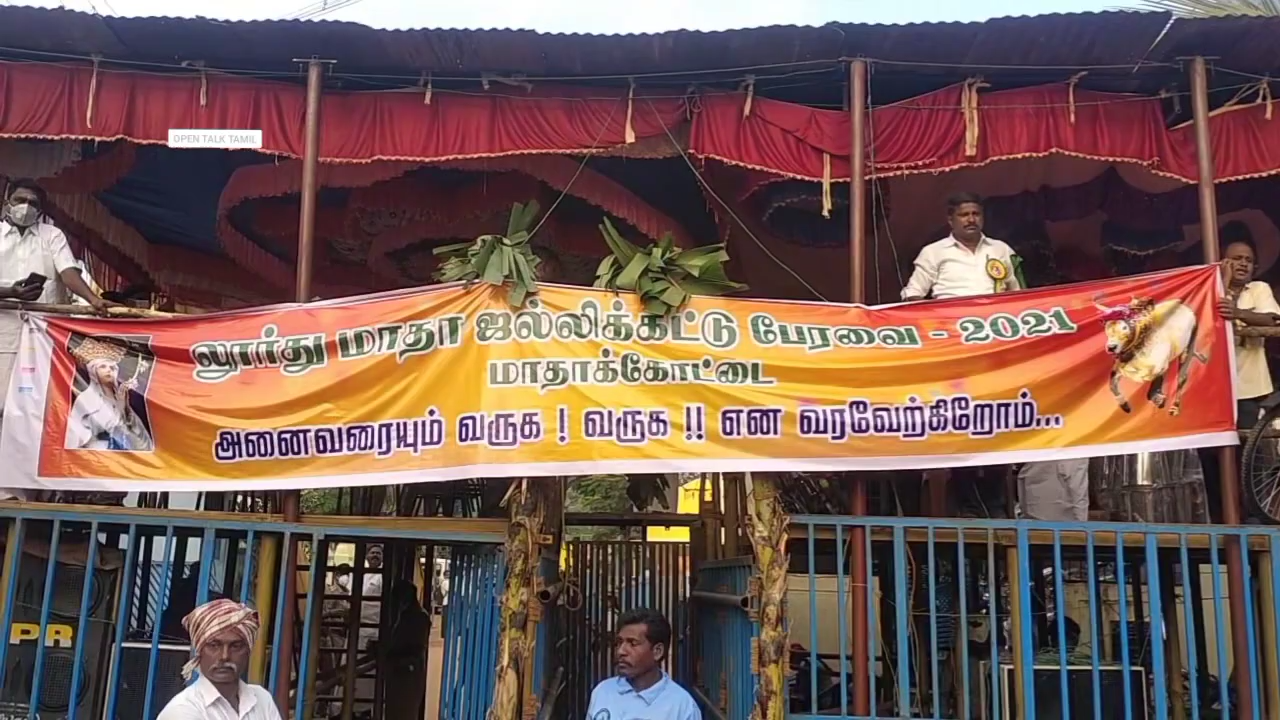 OPEN TALK TAMIL
லூர்து மாதா ஜல்லிக்கட்டு பேரவை - 2021
மாதாக்கோட்டை
அனைவரையும் வருக ! வருக !! என வரவேற்கிறோம்...
PR